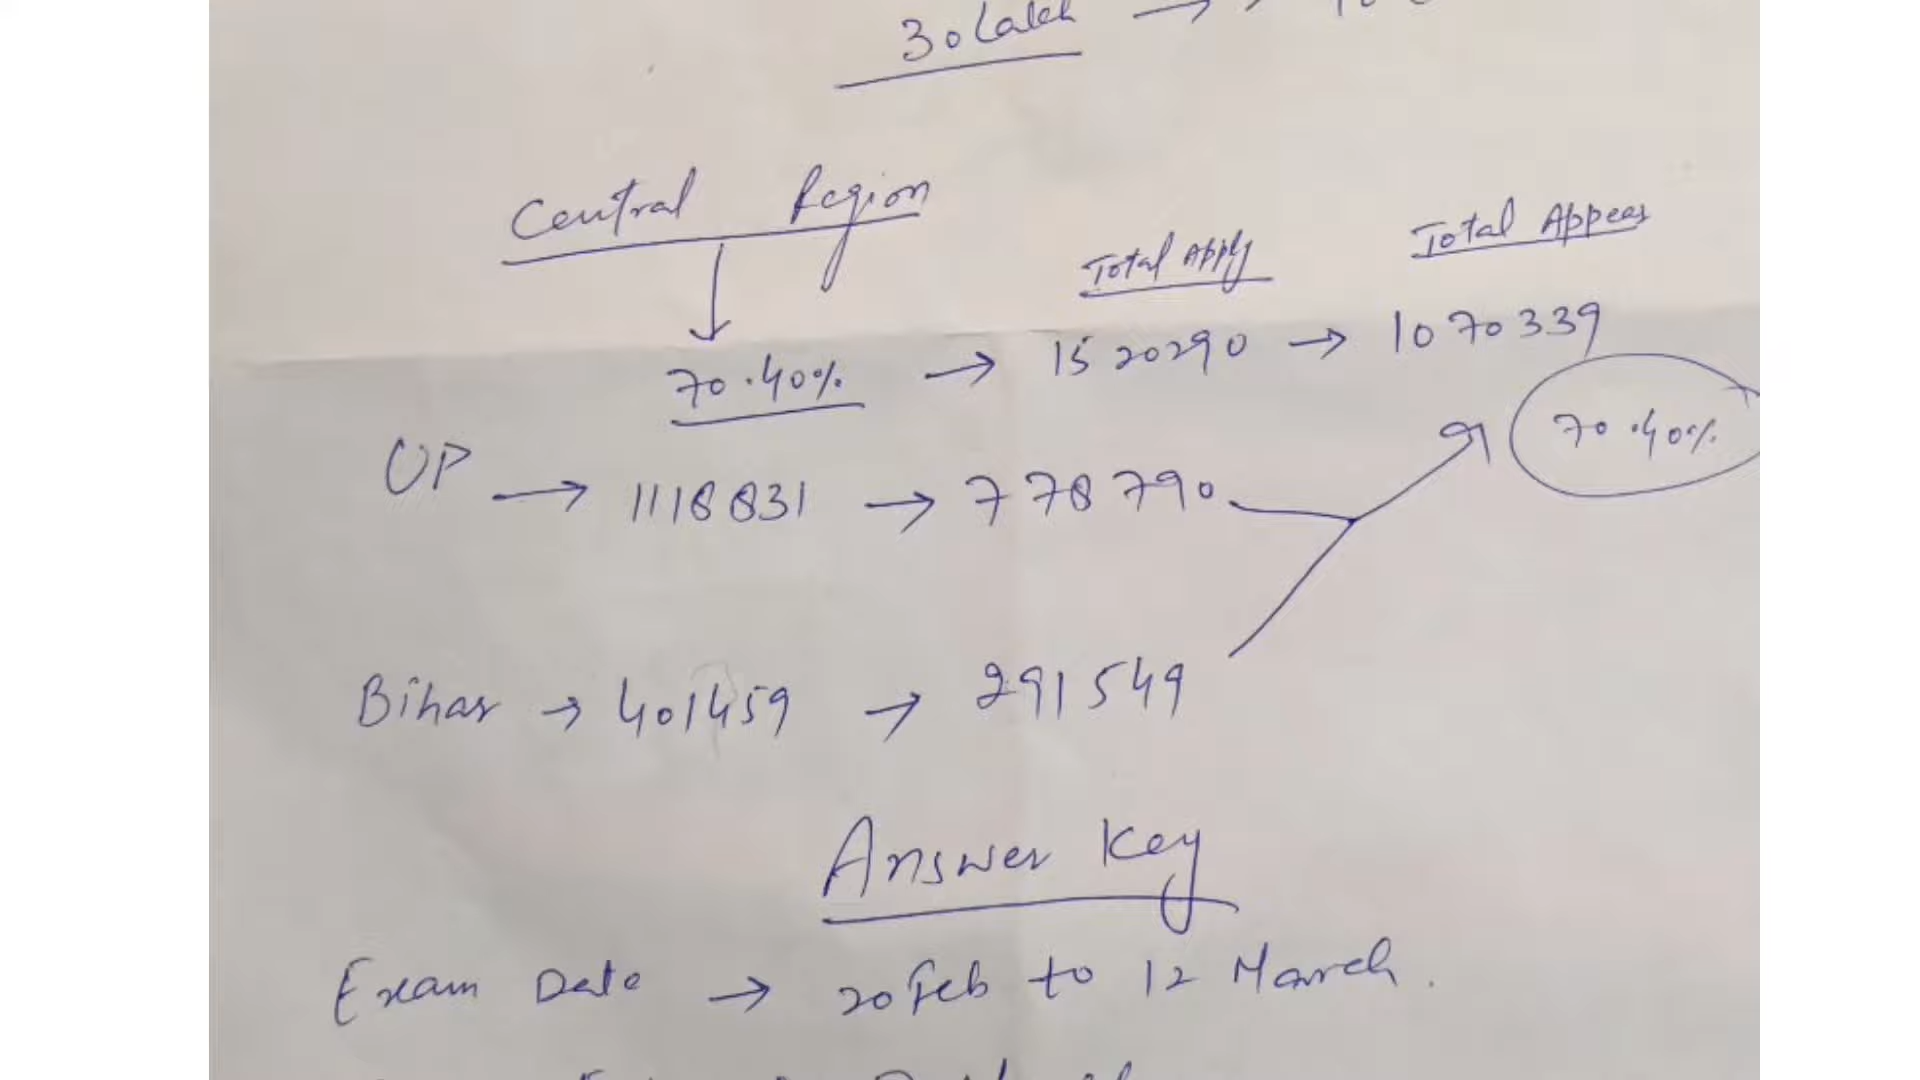 30 Lakh →
Central Region
Total Apply Total Appear
70.40% → 1520290 → 1070339
70.40%
UP → 1118831 → 778790
Bihar → 401459 → 291549
Answer Key
Exam Date → 20 Feb to 12 March.